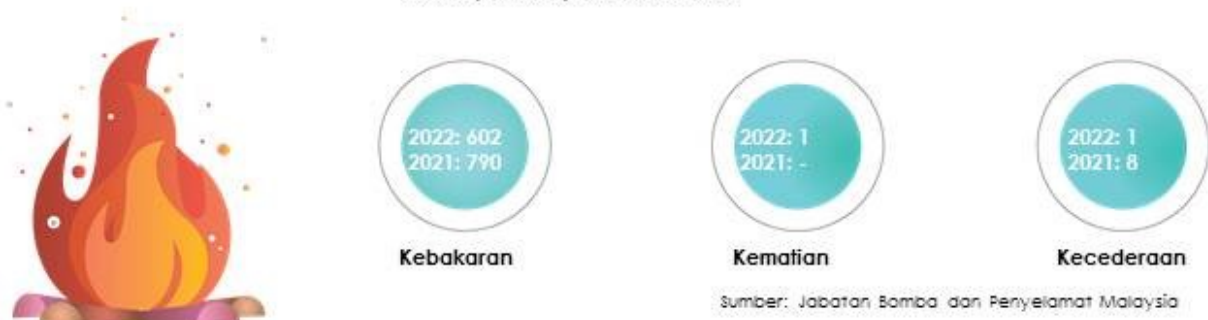 2022: 602
2021: 790
Kebakaran
2022: 1
2021: -
Kematian
2022: 1
2021: 8
Kecederaan
Sumber: Jabatan Bomba dan Penyelamat Malaysia